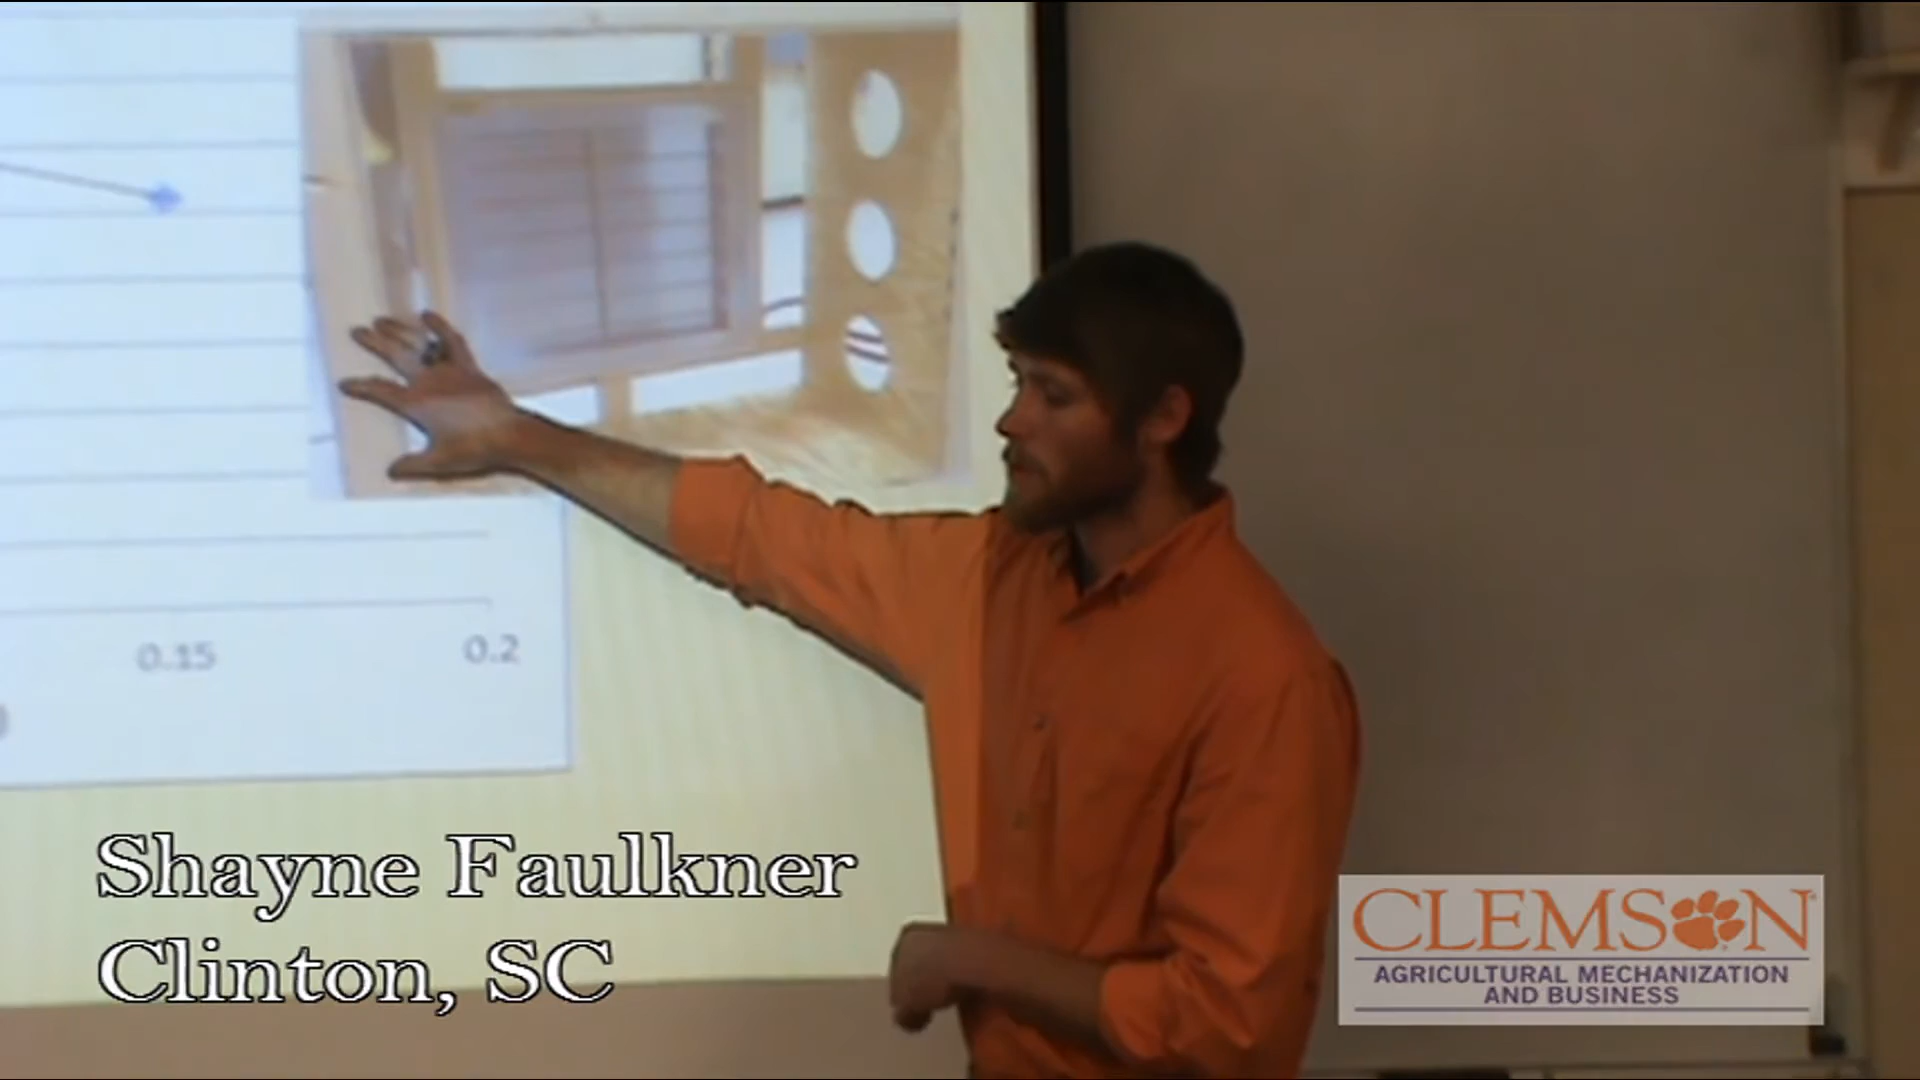 0.15
0.2
Shayne Faulkner
Clinton, SC
CLEMSON
AGRICULTURAL MECHANIZATION
AND BUSINESS